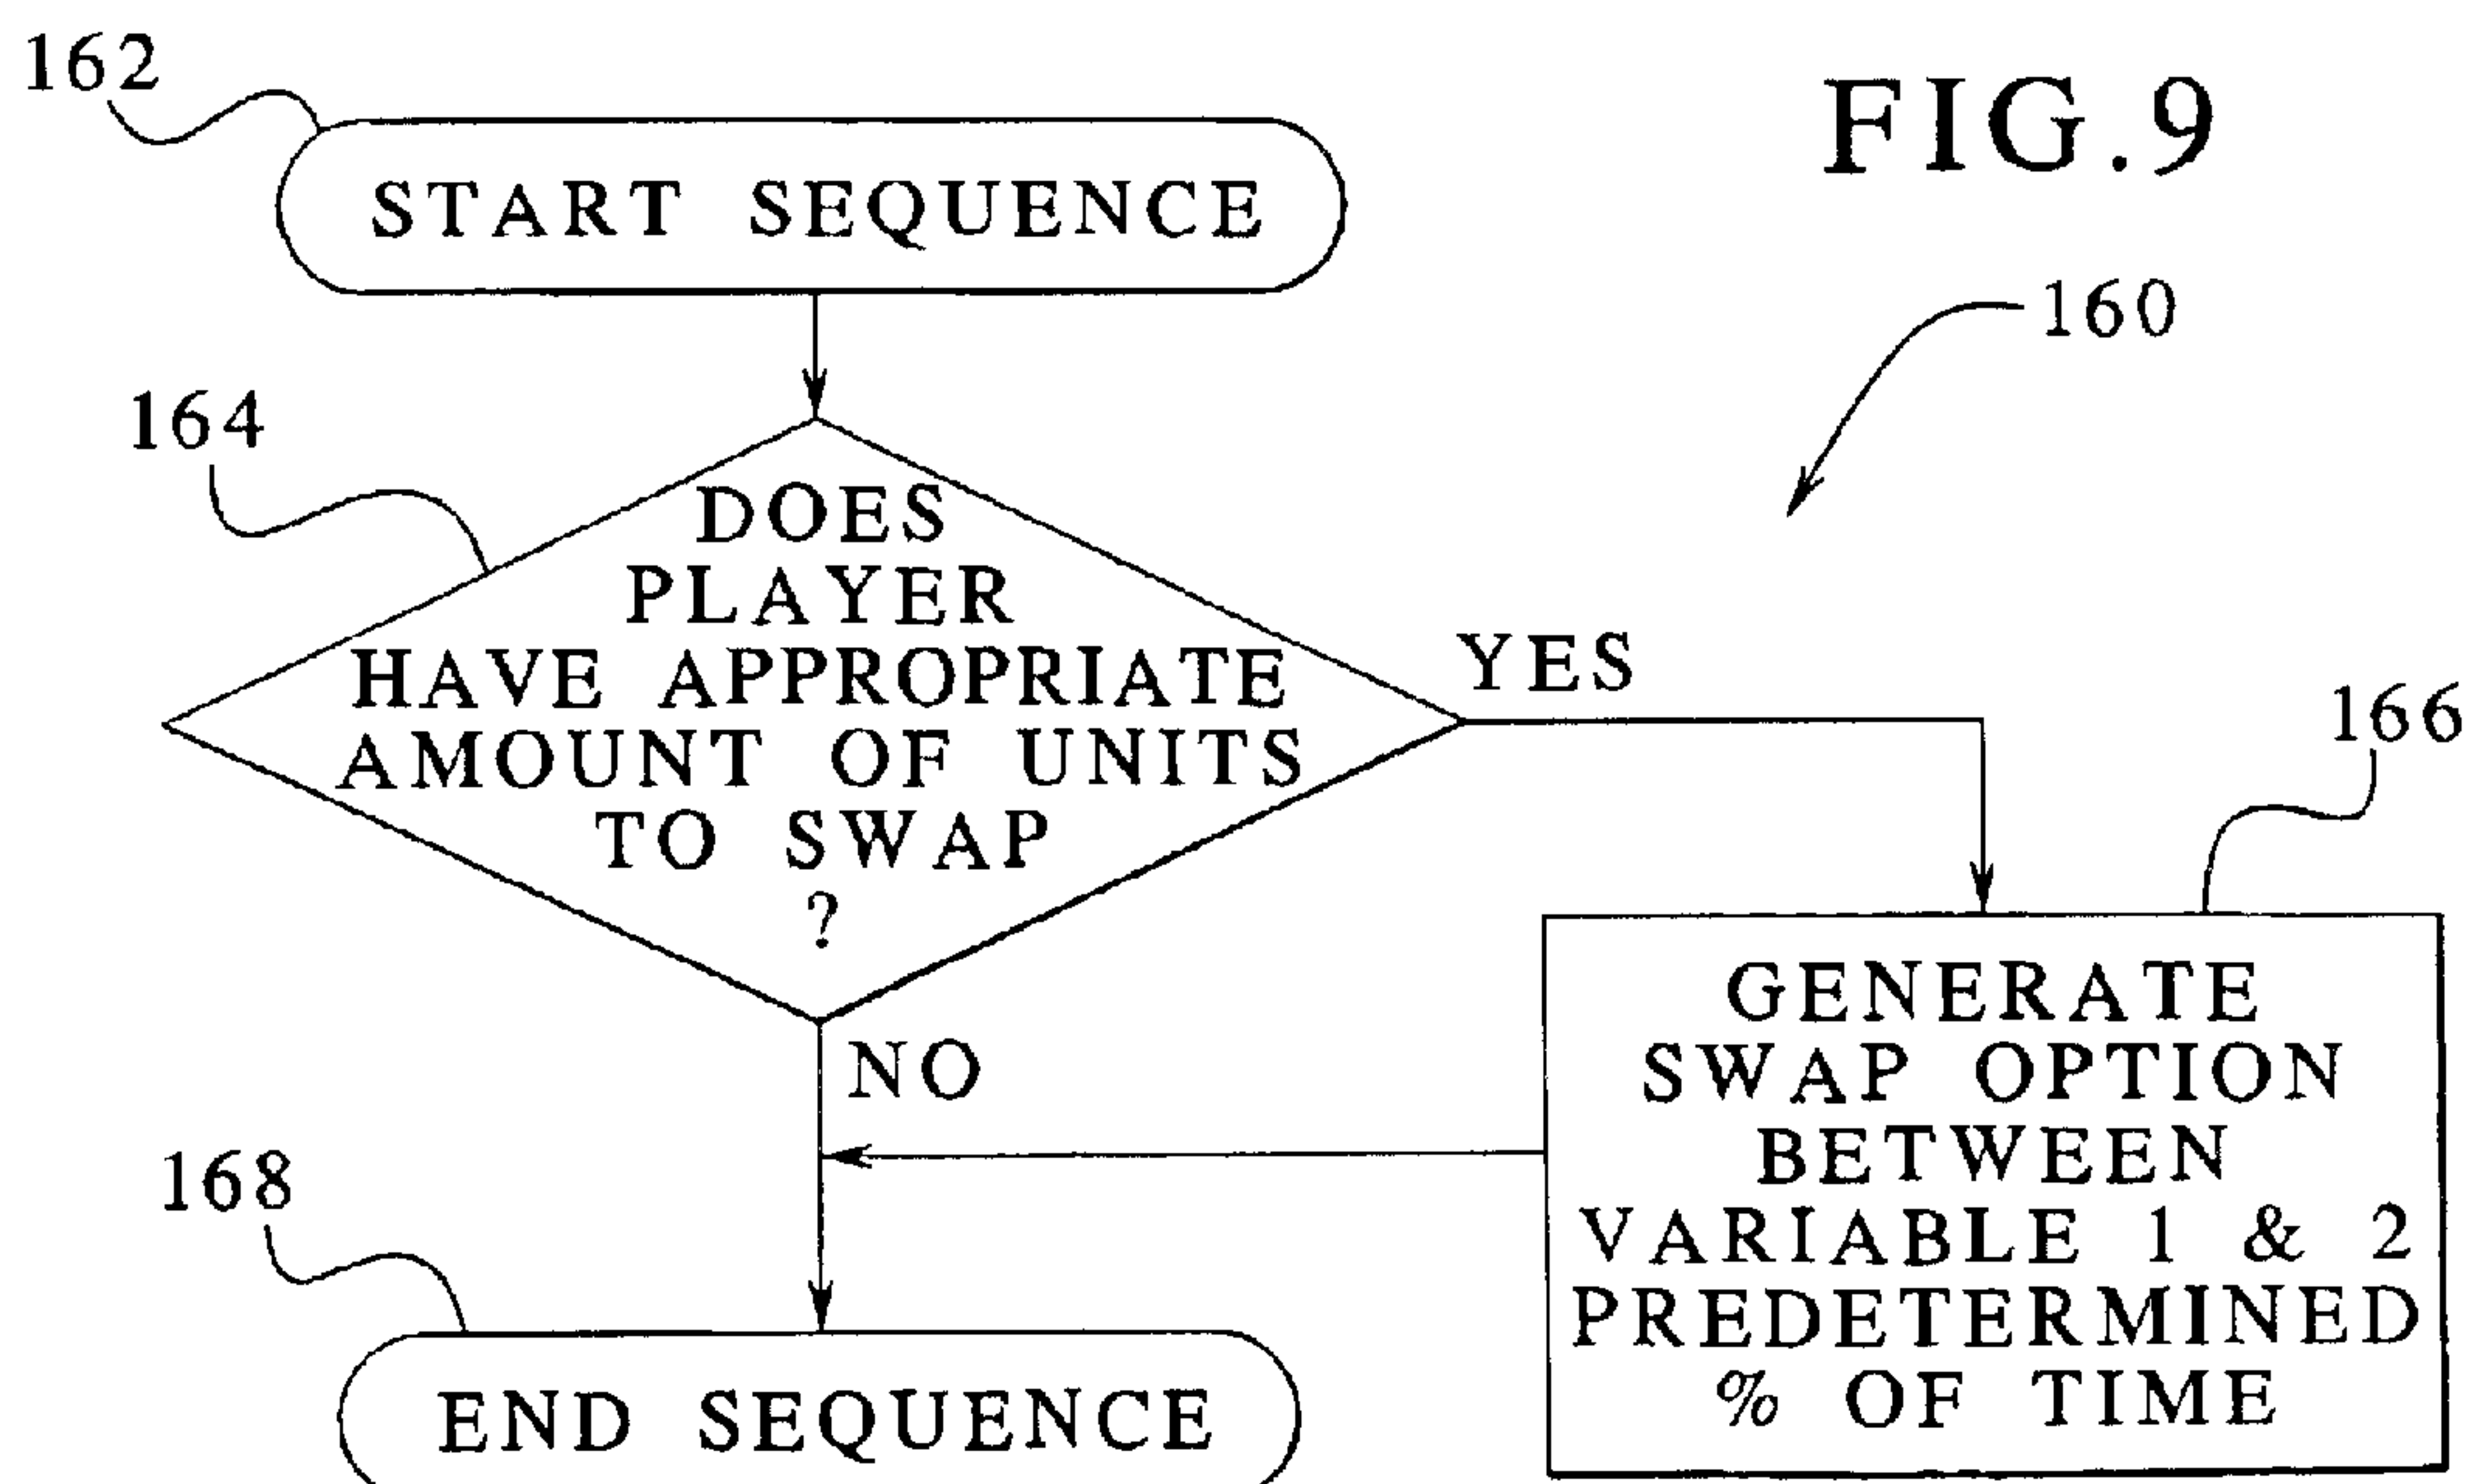 162
FIG.9
START SEQUENCE
160
164
DOES
PLAYER
HAVE APPROPRIATE
AMOUNT OF UNITS
TO SWAP
?
YES
166
NO
GENERATE
SWAP OPTION
BETWEEN
VARIABLE 1 & 2
PREDETERMINED
% OF TIME
168
END SEQUENCE